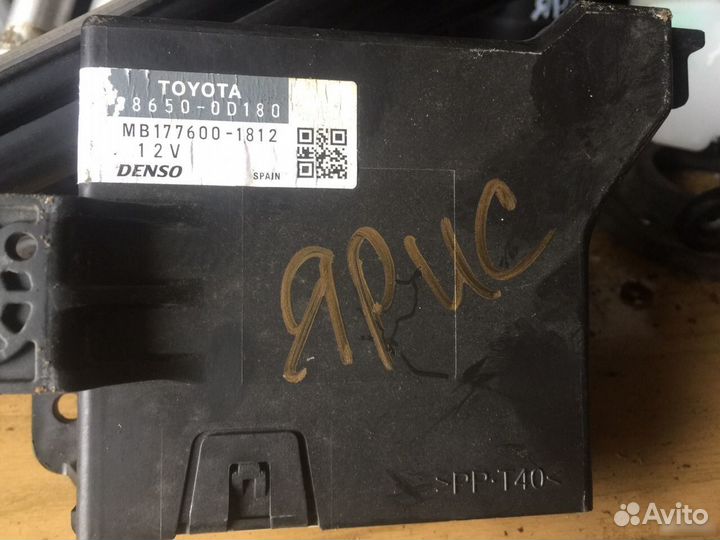 TOYOTA
8650-0D180
MB177600-1812
12V
DENSO
SPAIN
ЯРИС
>PP-T40<
Avito